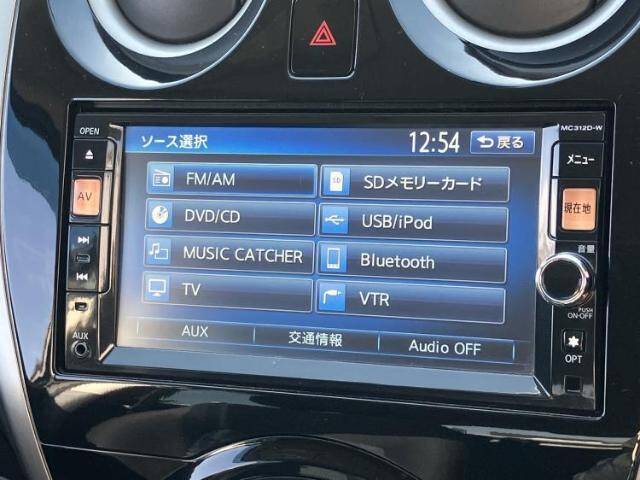 OPEN
MC312D-W
ソース選択
12:54
戻る
メニュー
FM/AM
SDメモリーカード
AV
DVD/CD
USB/iPod
現在地
MUSIC CATCHER
Bluetooth
音量
TV
VTR
PUSH
ON-OFF
AUX
AUX
交通情報
Audio OFF
OPT
SD